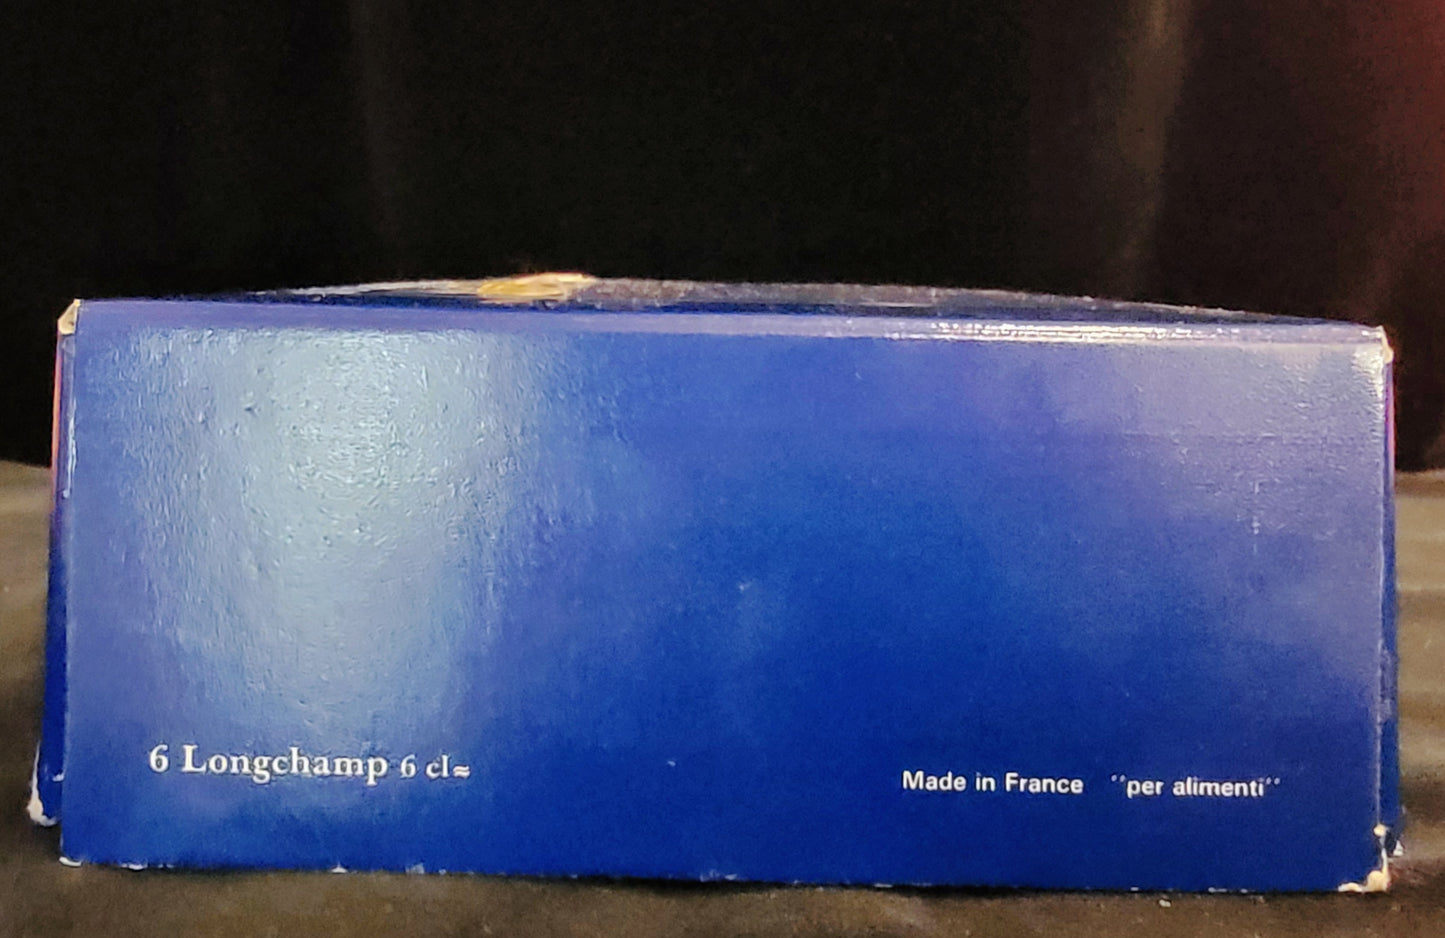 6 Longchamp 6 cl≈
Made in France "per alimenti"